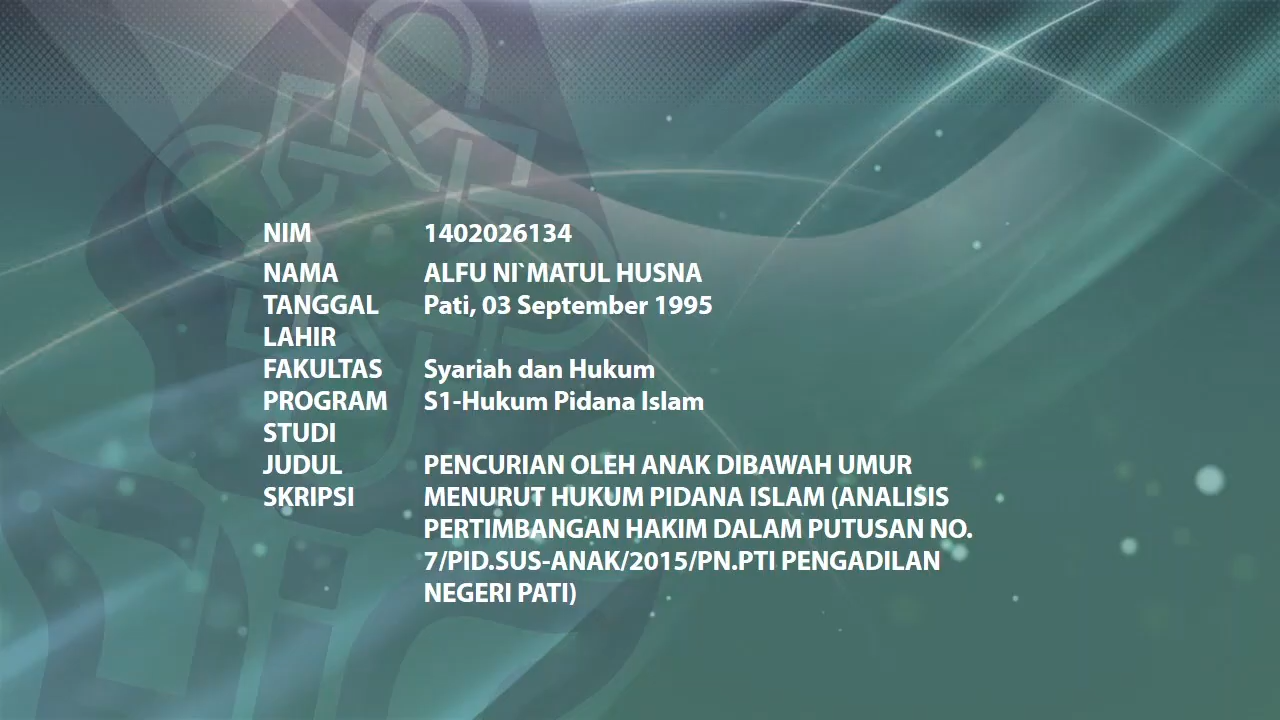 NIM 1402026134
NAMA ALFU NI`MATUL HUSNA
TANGGAL LAHIR Pati, 03 September 1995
FAKULTAS Syariah dan Hukum
PROGRAM STUDI S1-Hukum Pidana Islam
JUDUL SKRIPSI PENCURIAN OLEH ANAK DIBAWAH UMUR
MENURUT HUKUM PIDANA ISLAM (ANALISIS
PERTIMBANGAN HAKIM DALAM PUTUSAN NO.
7/PID.SUS-ANAK/2015/PN.PTI PENGADILAN
NEGERI PATI)